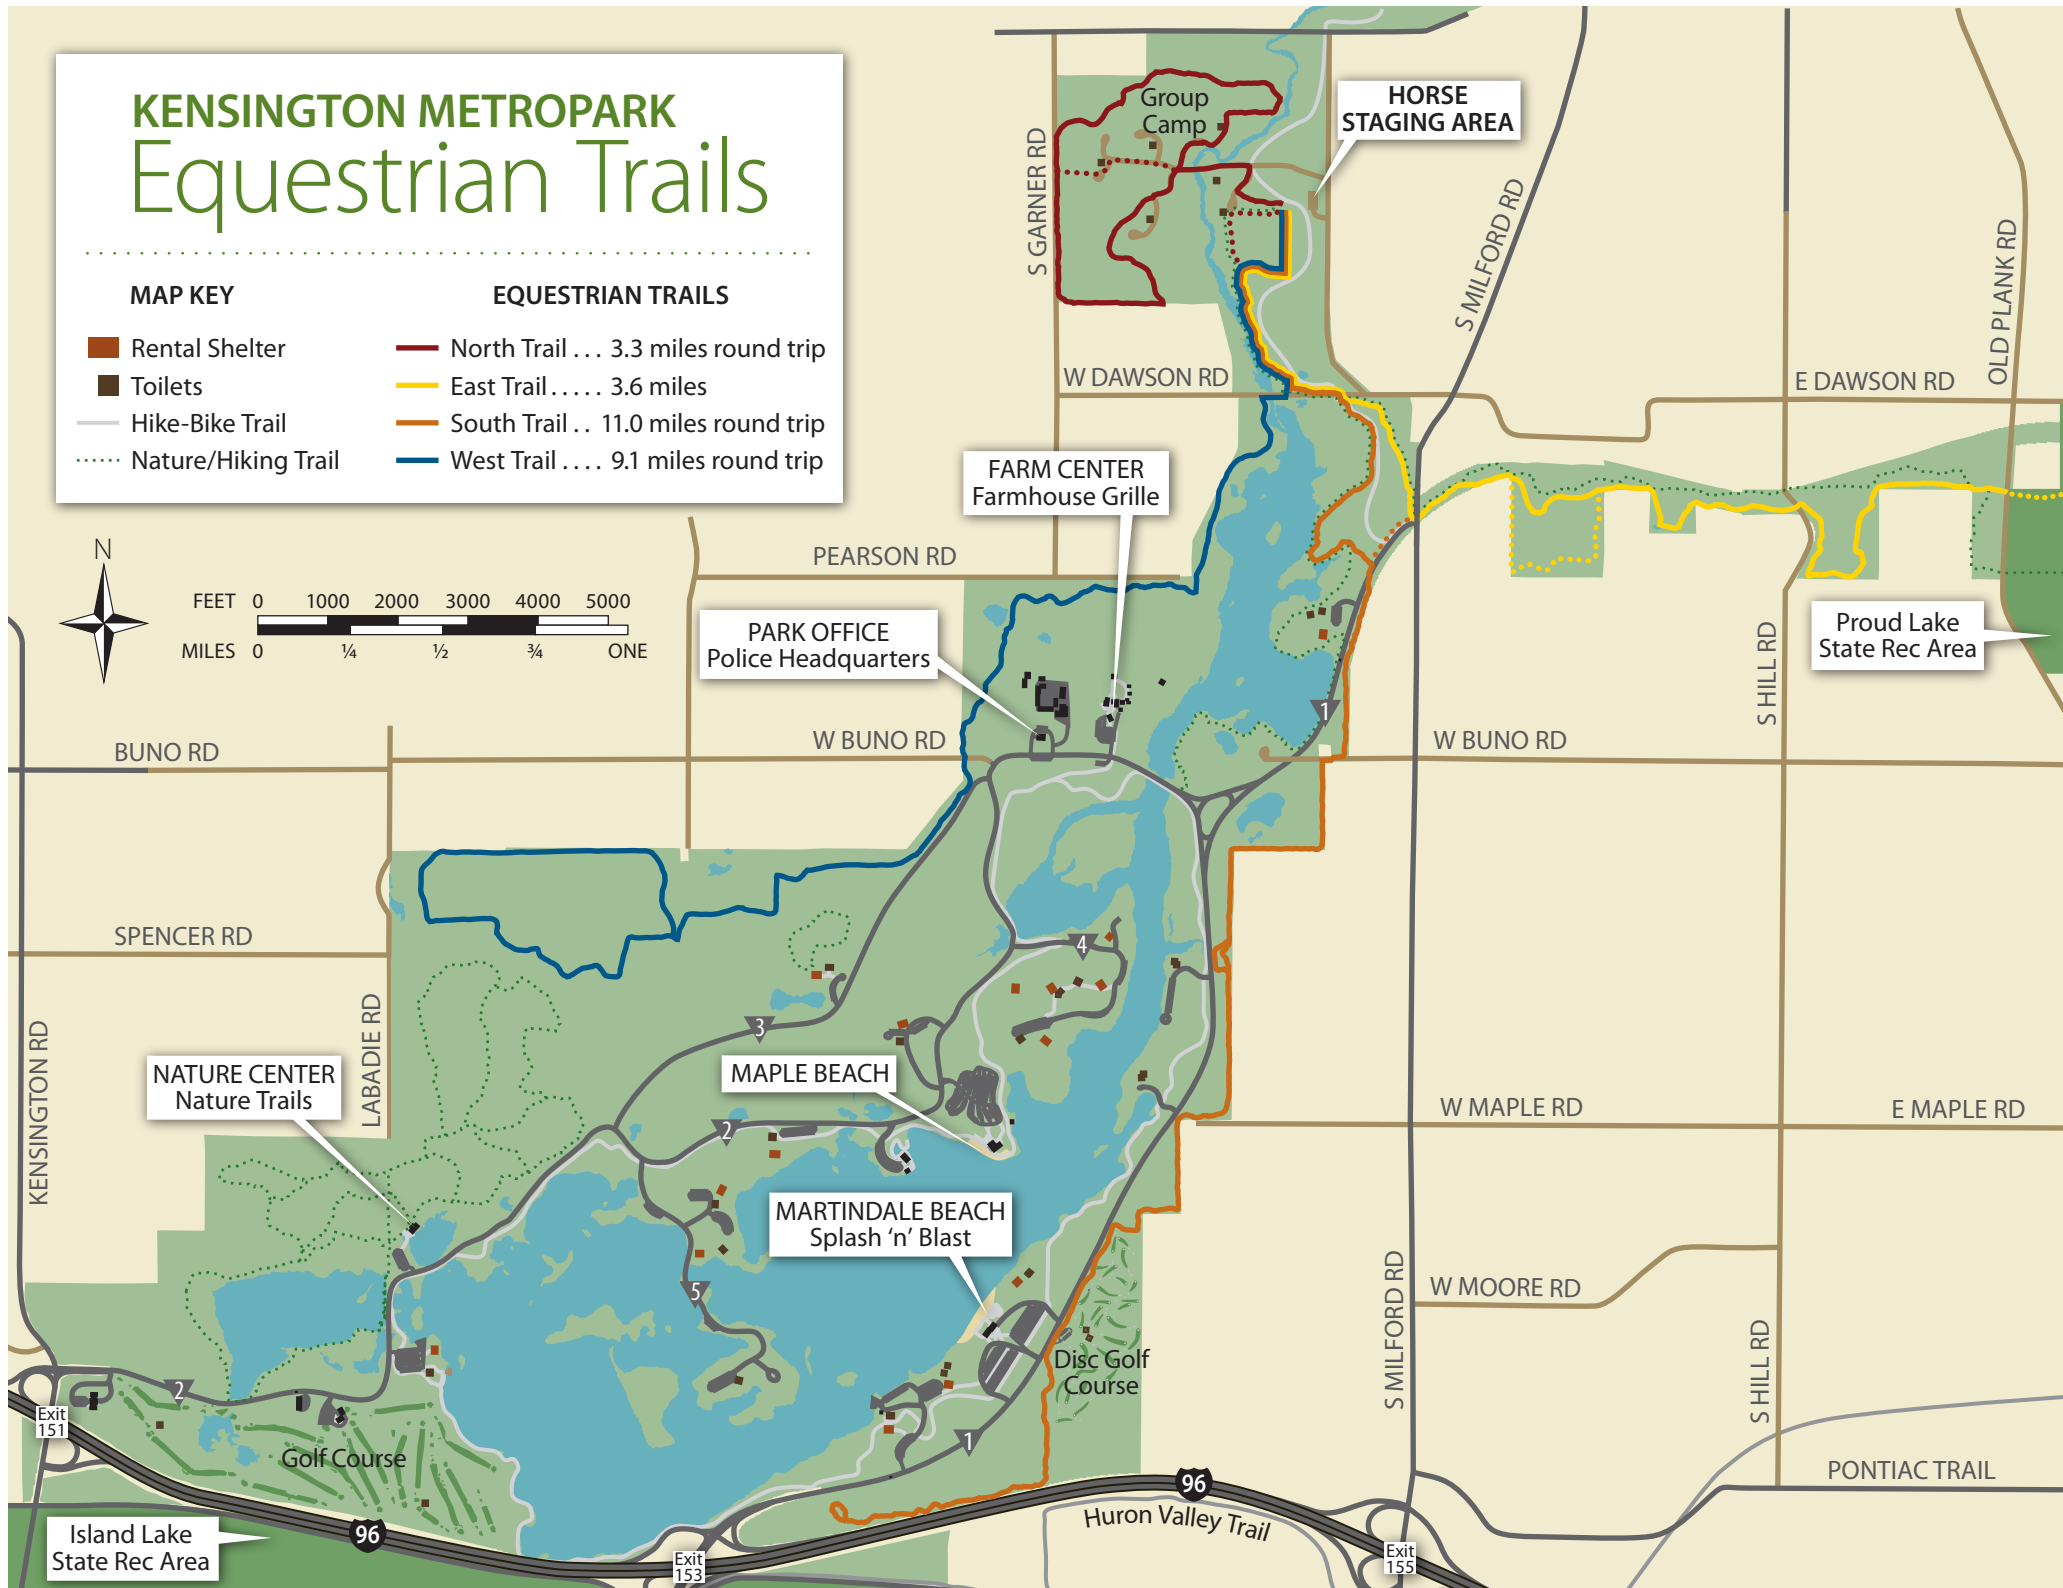 KENSINGTON METROPARK
Equestrian Trails
MAP KEY
Rental Shelter
Toilets
Hike-Bike Trail
Nature/Hiking Trail
EQUESTRIAN TRAILS
North Trail . . . 3.3 miles round trip
East Trail . . . . . 3.6 miles
South Trail . . 11.0 miles round trip
West Trail . . . . 9.1 miles round trip
N
FEET 0 1000 2000 3000 4000 5000
MILES 0 ¼ ½ ¾ ONE
Group
Camp
HORSE
STAGING AREA
S GARNER RD
S MILFORD RD
OLD PLANK RD
W DAWSON RD
E DAWSON RD
FARM CENTER
Farmhouse Grille
PEARSON RD
PARK OFFICE
Police Headquarters
Proud Lake
State Rec Area
S HILL RD
1
BUNO RD
W BUNO RD
W BUNO RD
SPENCER RD
4
LABADIE RD
KENSINGTON RD
3
MAPLE BEACH
NATURE CENTER
Nature Trails
2
W MAPLE RD
E MAPLE RD
MARTINDALE BEACH
Splash ‘n’ Blast
5
W MOORE RD
S MILFORD RD
S HILL RD
Disc Golf
Course
2
Exit
151
Golf Course
1
96
PONTIAC TRAIL
Huron Valley Trail
Island Lake
State Rec Area
96
Exit
153
Exit
155